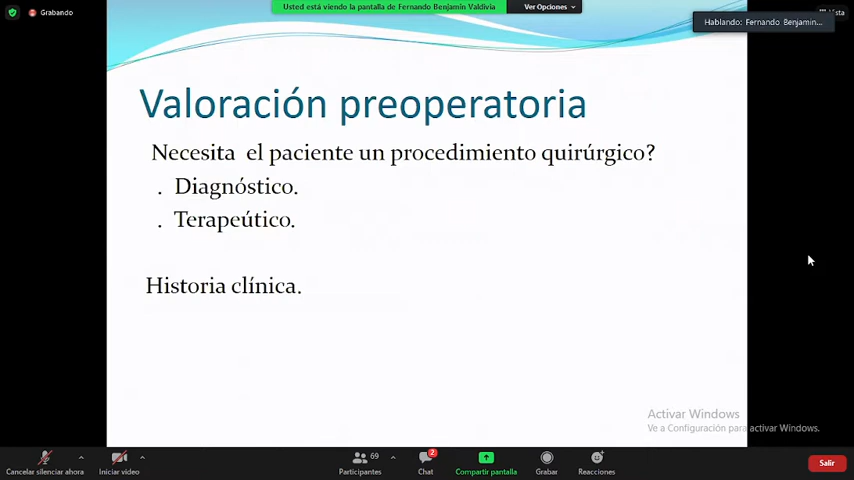 Grabando
Usted está viendo la pantalla de Fernando Benjamin Valdivia
Ver Opciones
Hablando: Fernando Benjamin...
Valoración preoperatoria
Necesita el paciente un procedimiento quirúrgico?
. Diagnóstico.
. Terapeútico.
Historia clínica.
Activar Windows
Ve a Configuración para activar Windows.
Cancelar silenciar ahora
Iniciar video
69
Participantes
2
Chat
Compartir pantalla
Grabar
Reacciones
Salir